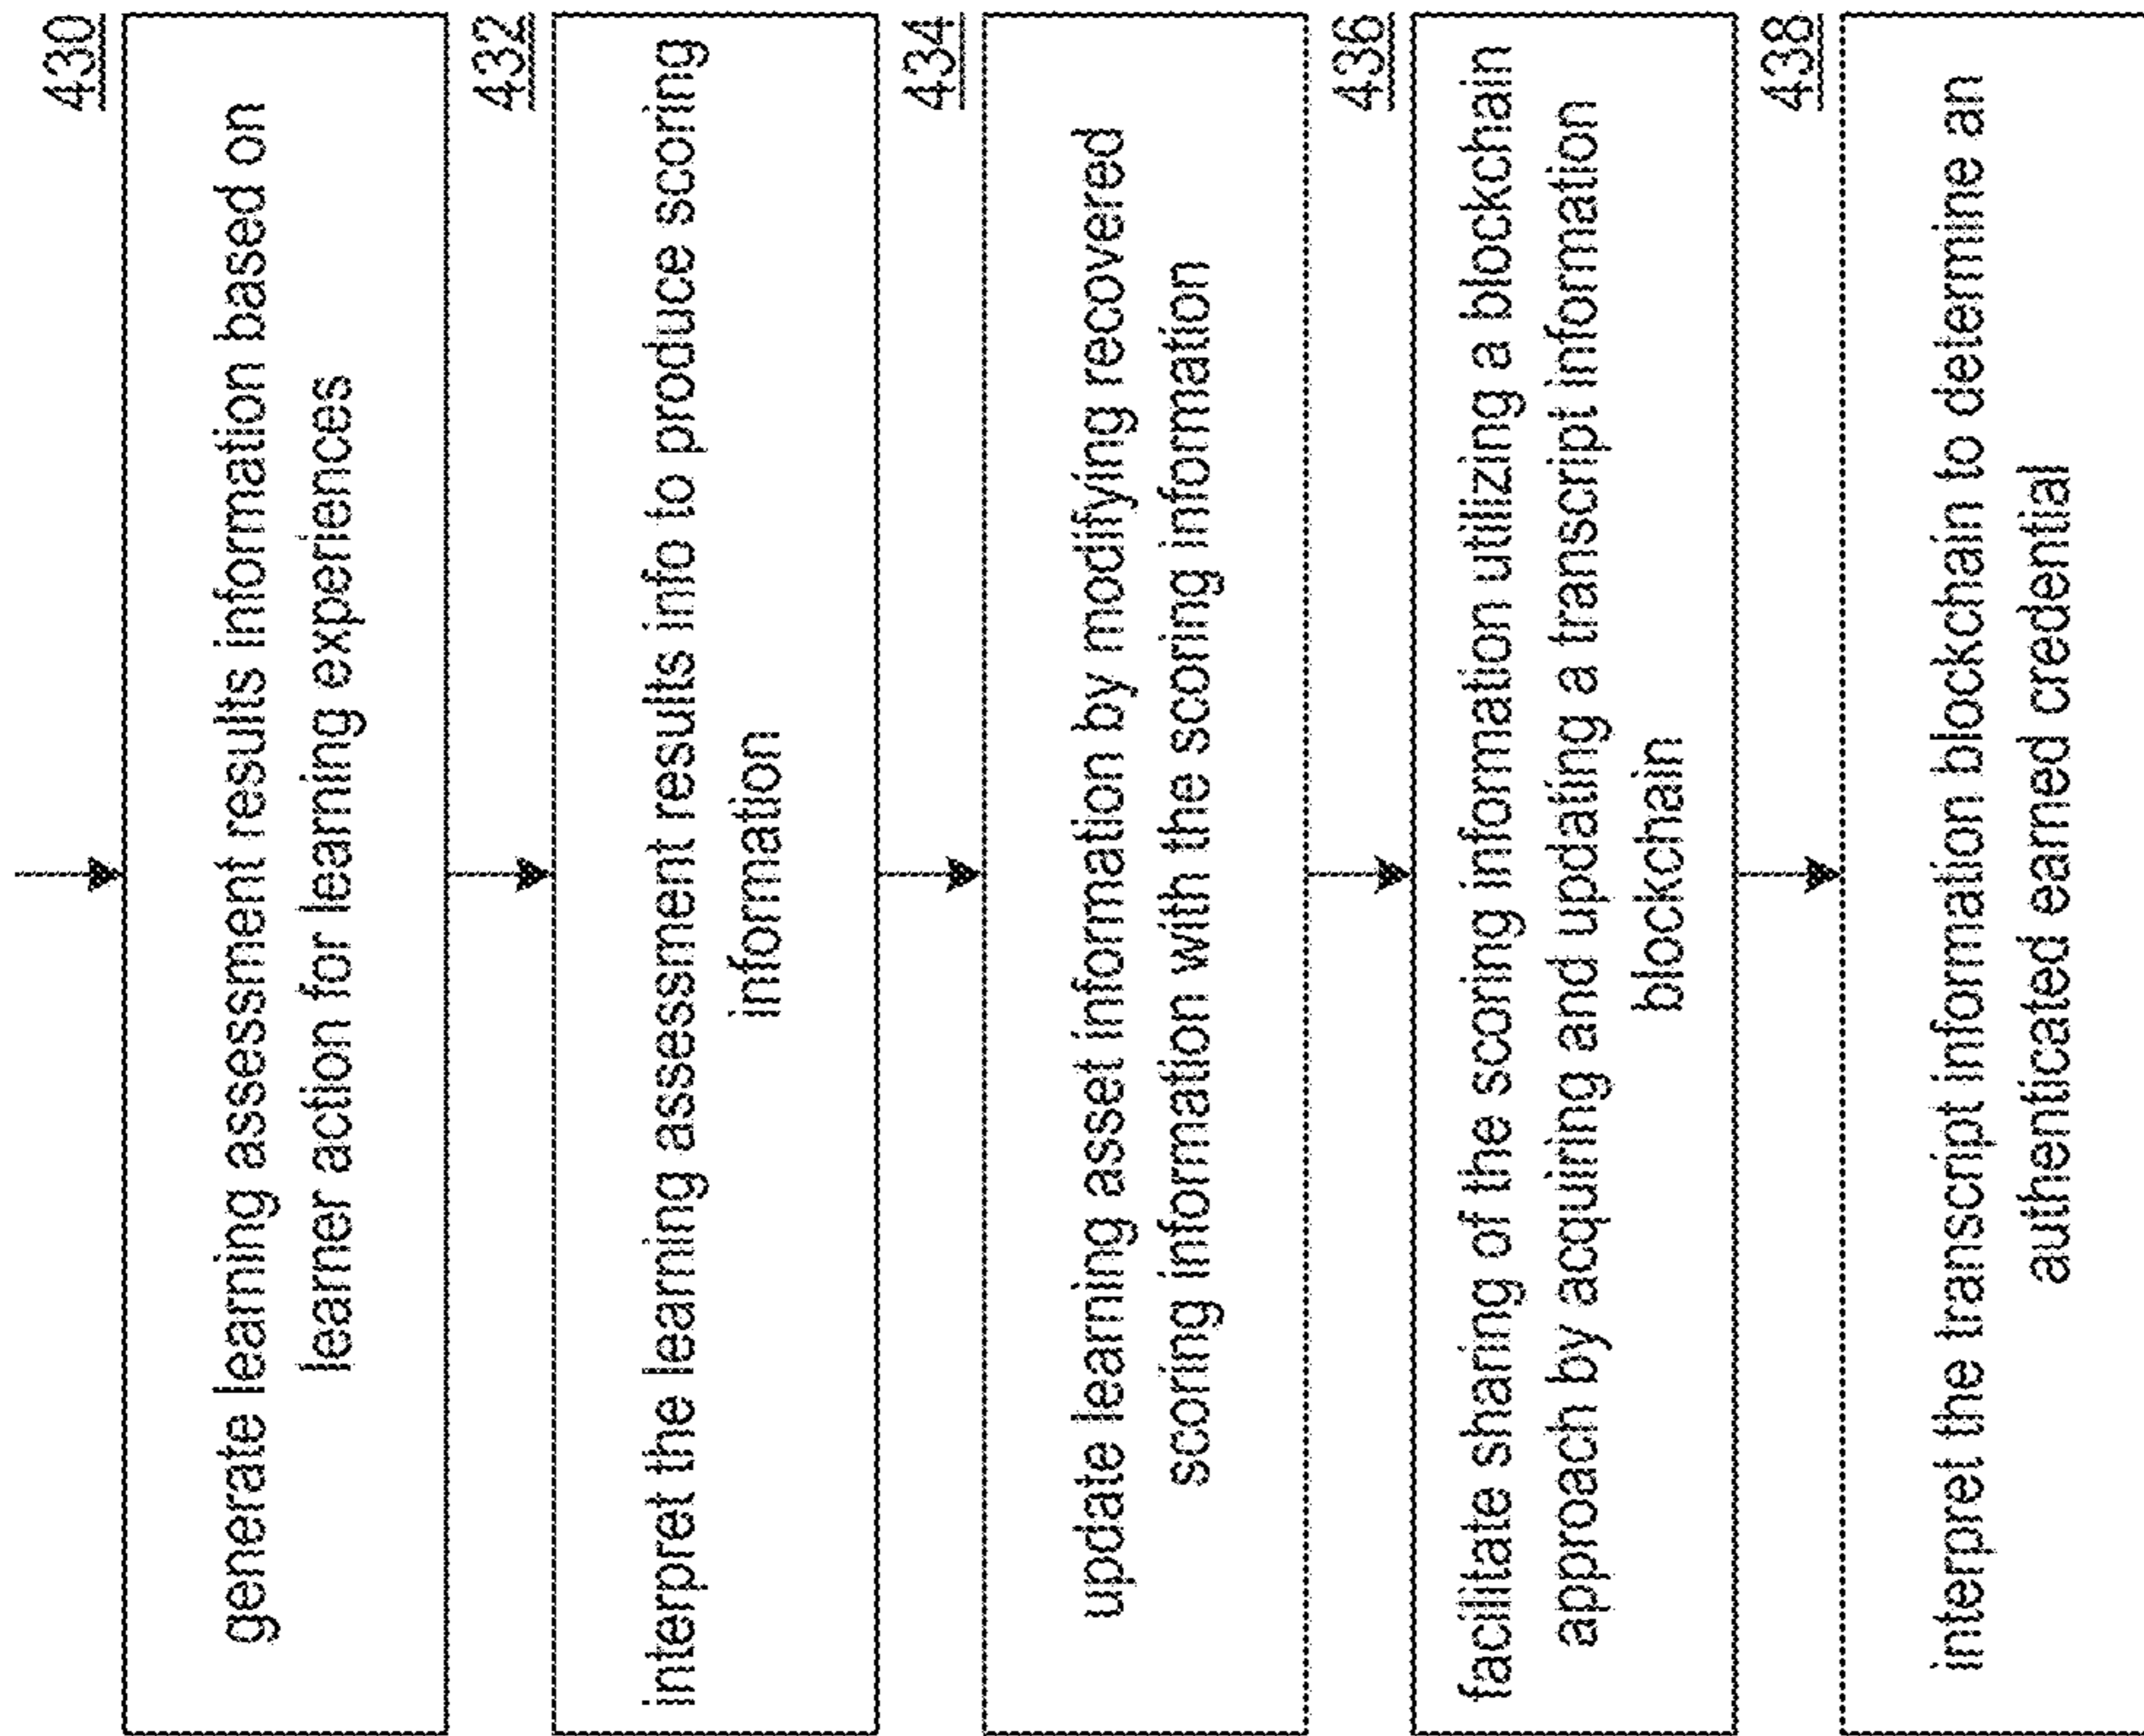 430
generate learning assessment results information based on
learner action for learning experiences
432
interpret the learning assessment results info to produce scoring
information
434
update learning asset information by modifying recovered
scoring information with the scoring information
436
facilitate sharing of the scoring information utilizing a blockchain
approach by acquiring and updating a transcript information
blockchain
438
interpret the transcript information blockchain to determine an
authenticated earned credential